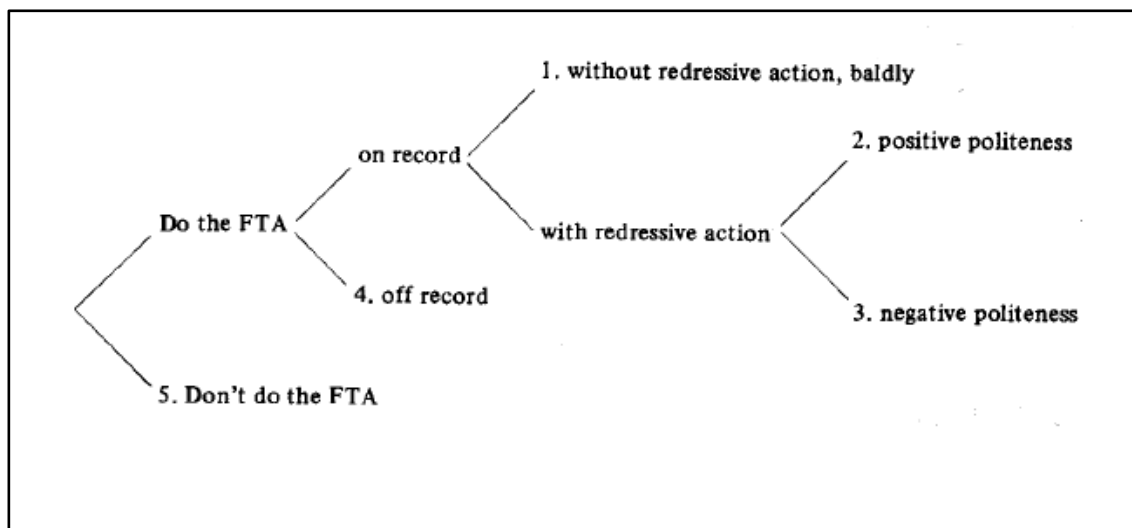 1. without redressive action, baldly
2. positive politeness
on record
Do the FTA
with redressive action
4. off record
3. negative politeness
5. Don't do the FTA